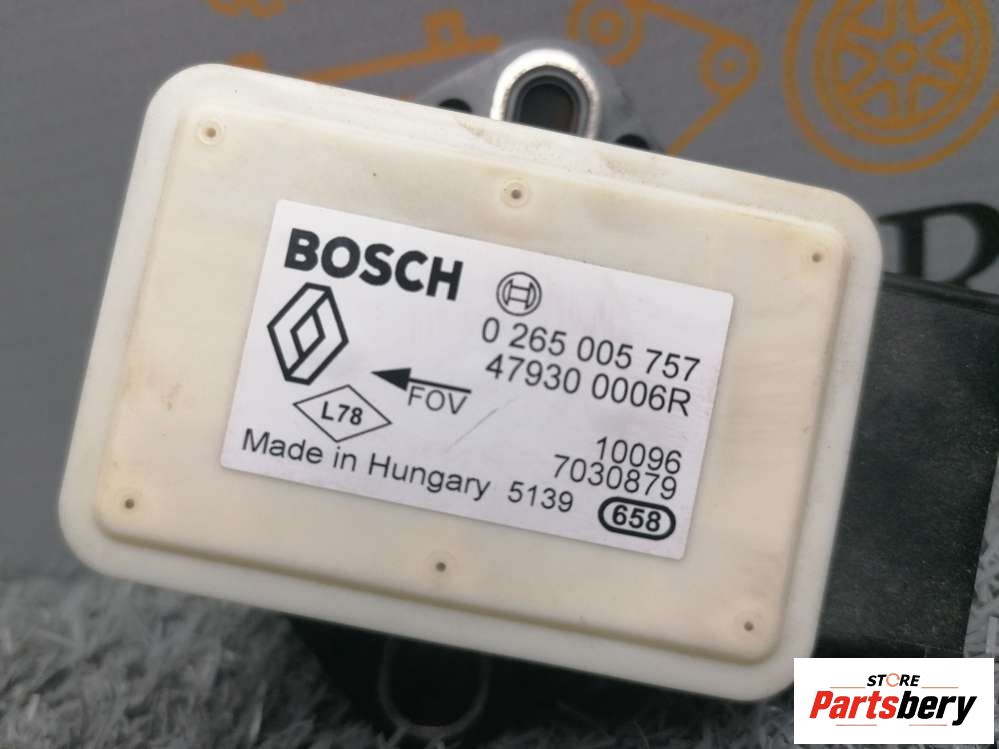 BOSCH
0 265 005 757
47930 0006R
FOV
L78
10096
7030879
Made in Hungary 5139
658
STORE
Partsbery